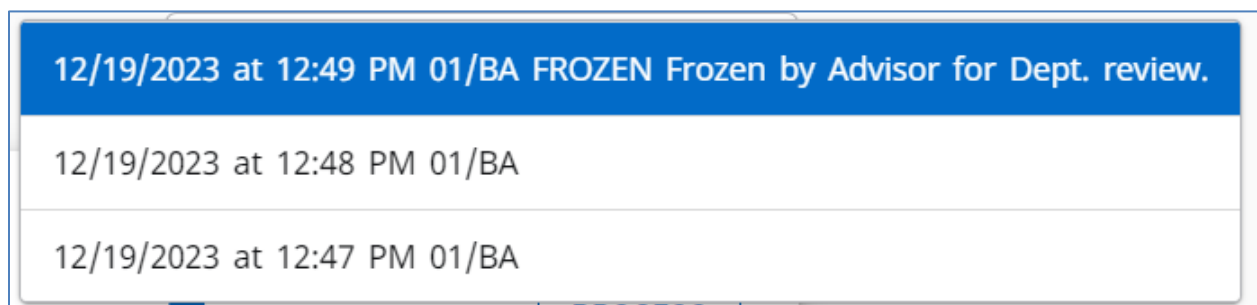 12/19/2023 at 12:49 PM 01/BA FROZEN Frozen by Advisor for Dept. review.
12/19/2023 at 12:48 PM 01/BA
12/19/2023 at 12:47 PM 01/BA